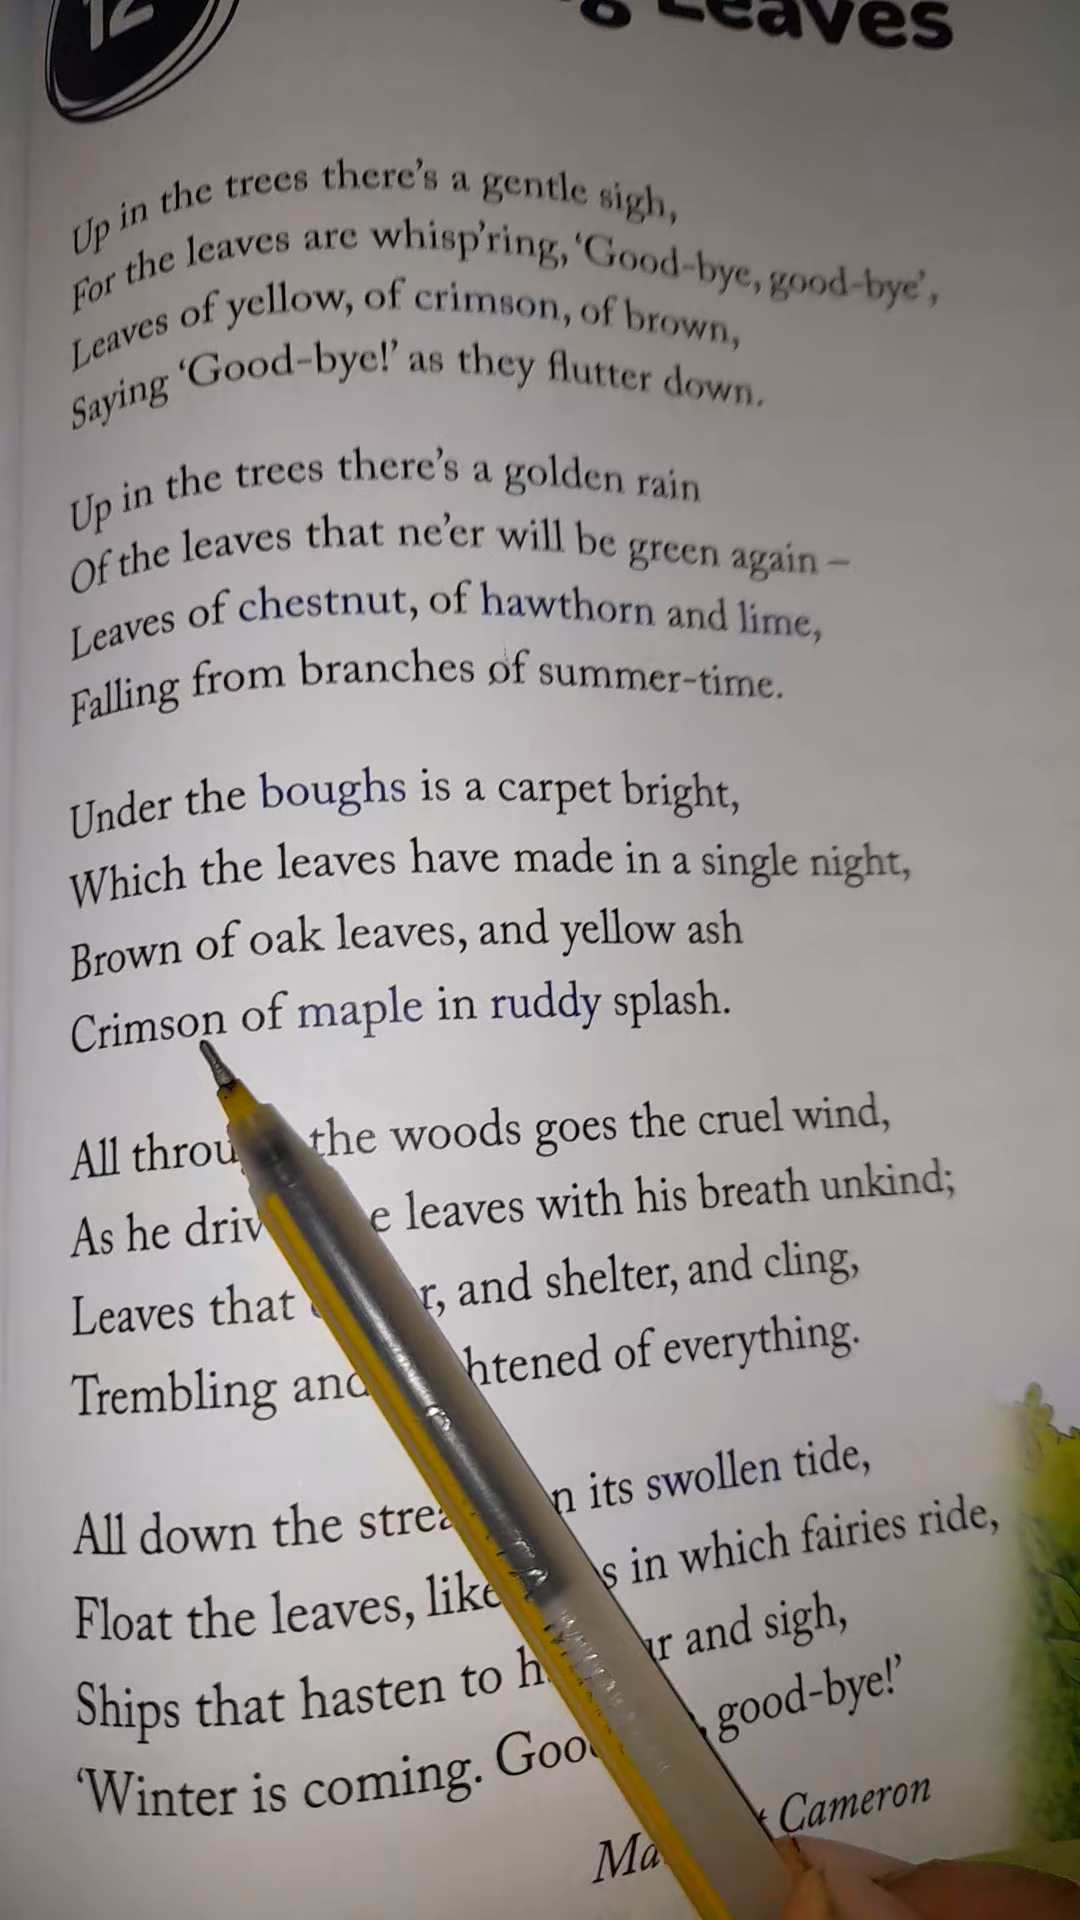 12
Leaves
Up in the trees there's a gentle sigh,
For the leaves are whisp'ring, 'Good-bye, good-bye',
Leaves of yellow, of crimson, of brown,
Saying 'Good-bye!' as they flutter down.
Up in the trees there's a golden rain
Of the leaves that ne'er will be green again –
Leaves of chestnut, of hawthorn and lime,
Falling from branches of summer-time.
Under the boughs is a carpet bright,
Which the leaves have made in a single night,
Brown of oak leaves, and yellow ash
Crimson of maple in ruddy splash.
All the woods goes the cruel wind,
As he leaves with his breath unkind;
Leaves that and shelter, and cling,
Trembling and of everything.
All down the its swollen tide,
Float the leaves, like in which fairies ride,
Ships that hasten to and sigh,
'Winter is coming. good-bye!'
Cameron